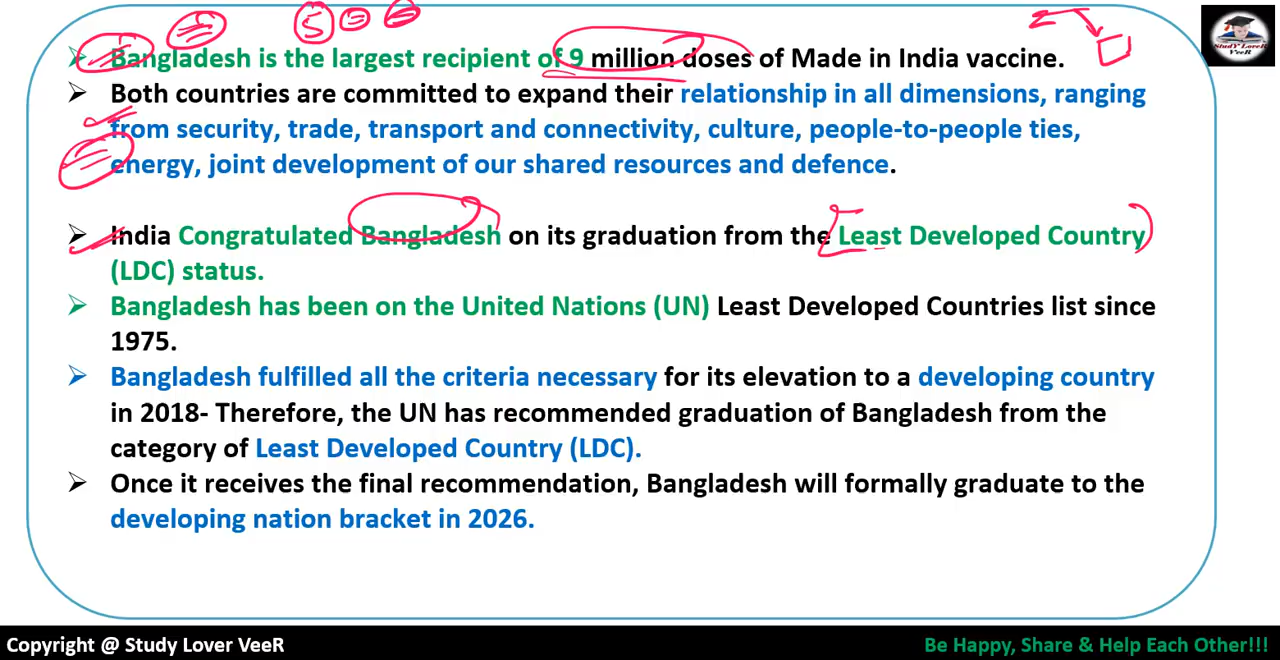 Bangladesh is the largest recipient of 9 million doses of Made in India vaccine.
Both countries are committed to expand their relationship in all dimensions, ranging
from security, trade, transport and connectivity, culture, people-to-people ties,
energy, joint development of our shared resources and defence.
India Congratulated Bangladesh on its graduation from the Least Developed Country
(LDC) status.
Bangladesh has been on the United Nations (UN) Least Developed Countries list since
1975.
Bangladesh fulfilled all the criteria necessary for its elevation to a developing country
in 2018- Therefore, the UN has recommended graduation of Bangladesh from the
category of Least Developed Country (LDC).
Once it receives the final recommendation, Bangladesh will formally graduate to the
developing nation bracket in 2026.
Copyright @ Study Lover VeeR
Be Happy, Share & Help Each Other!!!
StudY LoveR
VeeR